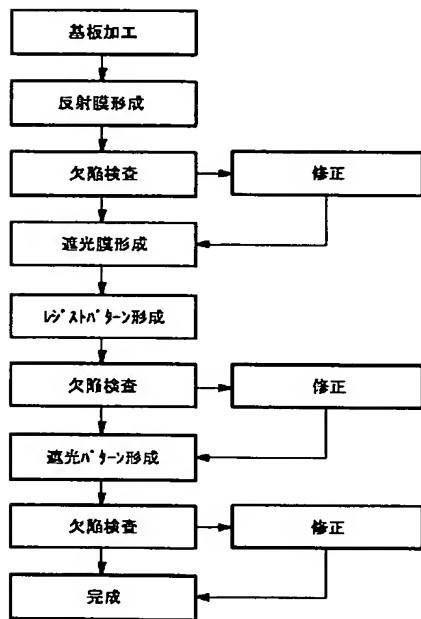 基板加工
反射膜形成
欠陥検査
修正
遮光膜形成
ﾚｼﾞｽﾄﾊﾟﾀｰﾝ形成
欠陥検査
修正
遮光ﾊﾟﾀｰﾝ形成
欠陥検査
修正
完成